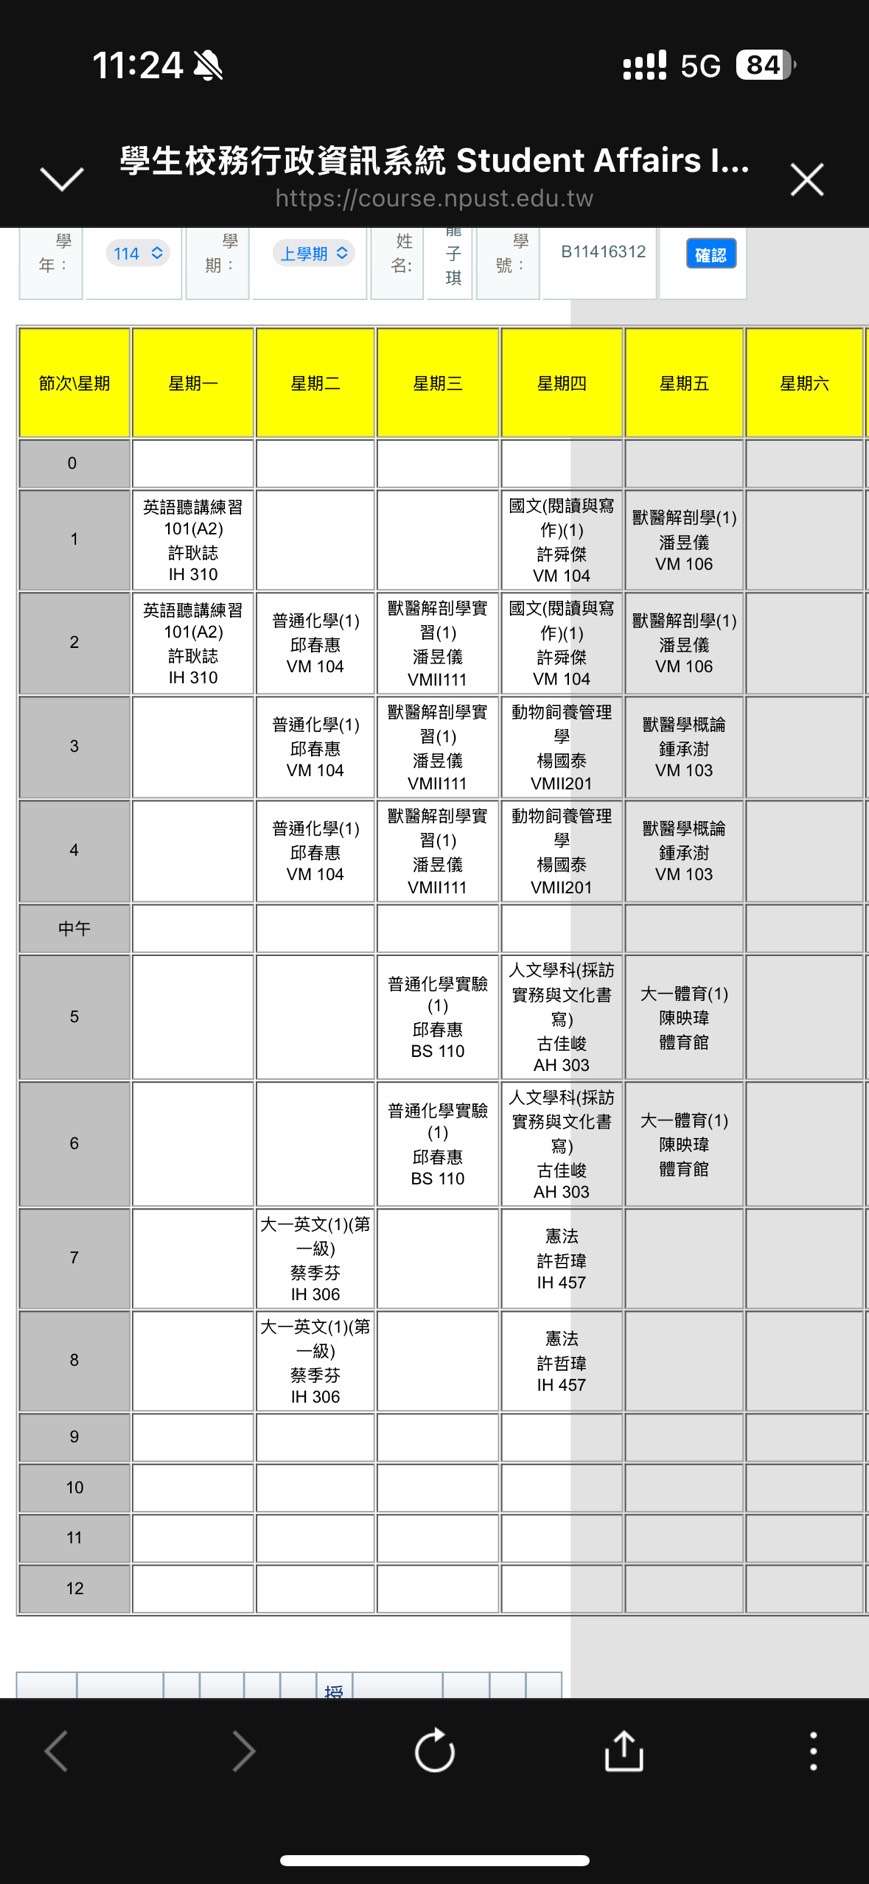 11:24
5G 84
學生校務行政資訊系統 Student Affairs I...
https://course.npust.edu.tw
學年： 114 學期： 上學期 姓名: 子琪 學號： B11416312 確認
節次\星期 星期一 星期二 星期三 星期四 星期五 星期六
0
1
英語聽講練習
101(A2)
許耿誌
IH 310
國文(閱讀與寫
作)(1)
許舜傑
VM 104
獸醫解剖學(1)
潘昱儀
VM 106
2
英語聽講練習
101(A2)
許耿誌
IH 310
普通化學(1)
邱春惠
VM 104
獸醫解剖學實
習(1)
潘昱儀
VMII111
國文(閱讀與寫
作)(1)
許舜傑
VM 104
獸醫解剖學(1)
潘昱儀
VM 106
3
普通化學(1)
邱春惠
VM 104
獸醫解剖學實
習(1)
潘昱儀
VMII111
動物飼養管理
學
楊國泰
VMII201
獸醫學概論
鍾承澍
VM 103
4
普通化學(1)
邱春惠
VM 104
獸醫解剖學實
習(1)
潘昱儀
VMII111
動物飼養管理
學
楊國泰
VMII201
獸醫學概論
鍾承澍
VM 103
中午
5
普通化學實驗
(1)
邱春惠
BS 110
人文學科(採訪
實務與文化書
寫)
古佳峻
AH 303
大一體育(1)
陳映瑋
體育館
6
普通化學實驗
(1)
邱春惠
BS 110
人文學科(採訪
實務與文化書
寫)
古佳峻
AH 303
大一體育(1)
陳映瑋
體育館
7
大一英文(1)(第
一級)
蔡季芬
IH 306
憲法
許哲瑋
IH 457
8
大一英文(1)(第
一級)
蔡季芬
IH 306
憲法
許哲瑋
IH 457
9
10
11
12
授